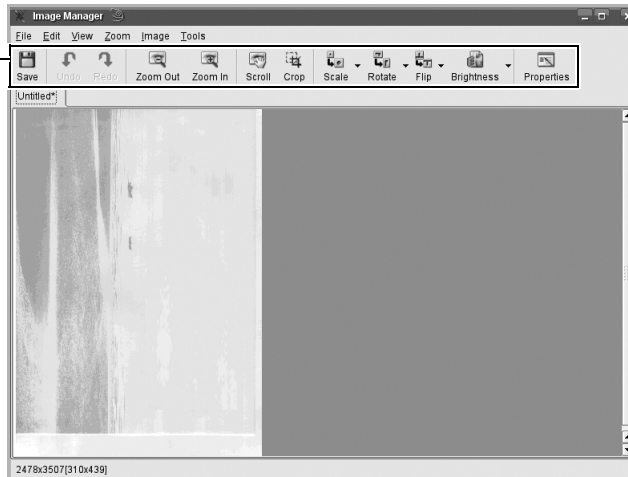 Image Manager
File Edit View Zoom Image Tools
Save Undo Redo Zoom Out Zoom In Scroll Crop Scale Rotate Flip Brightness Properties
Untitled*
2478x3507[310x439]